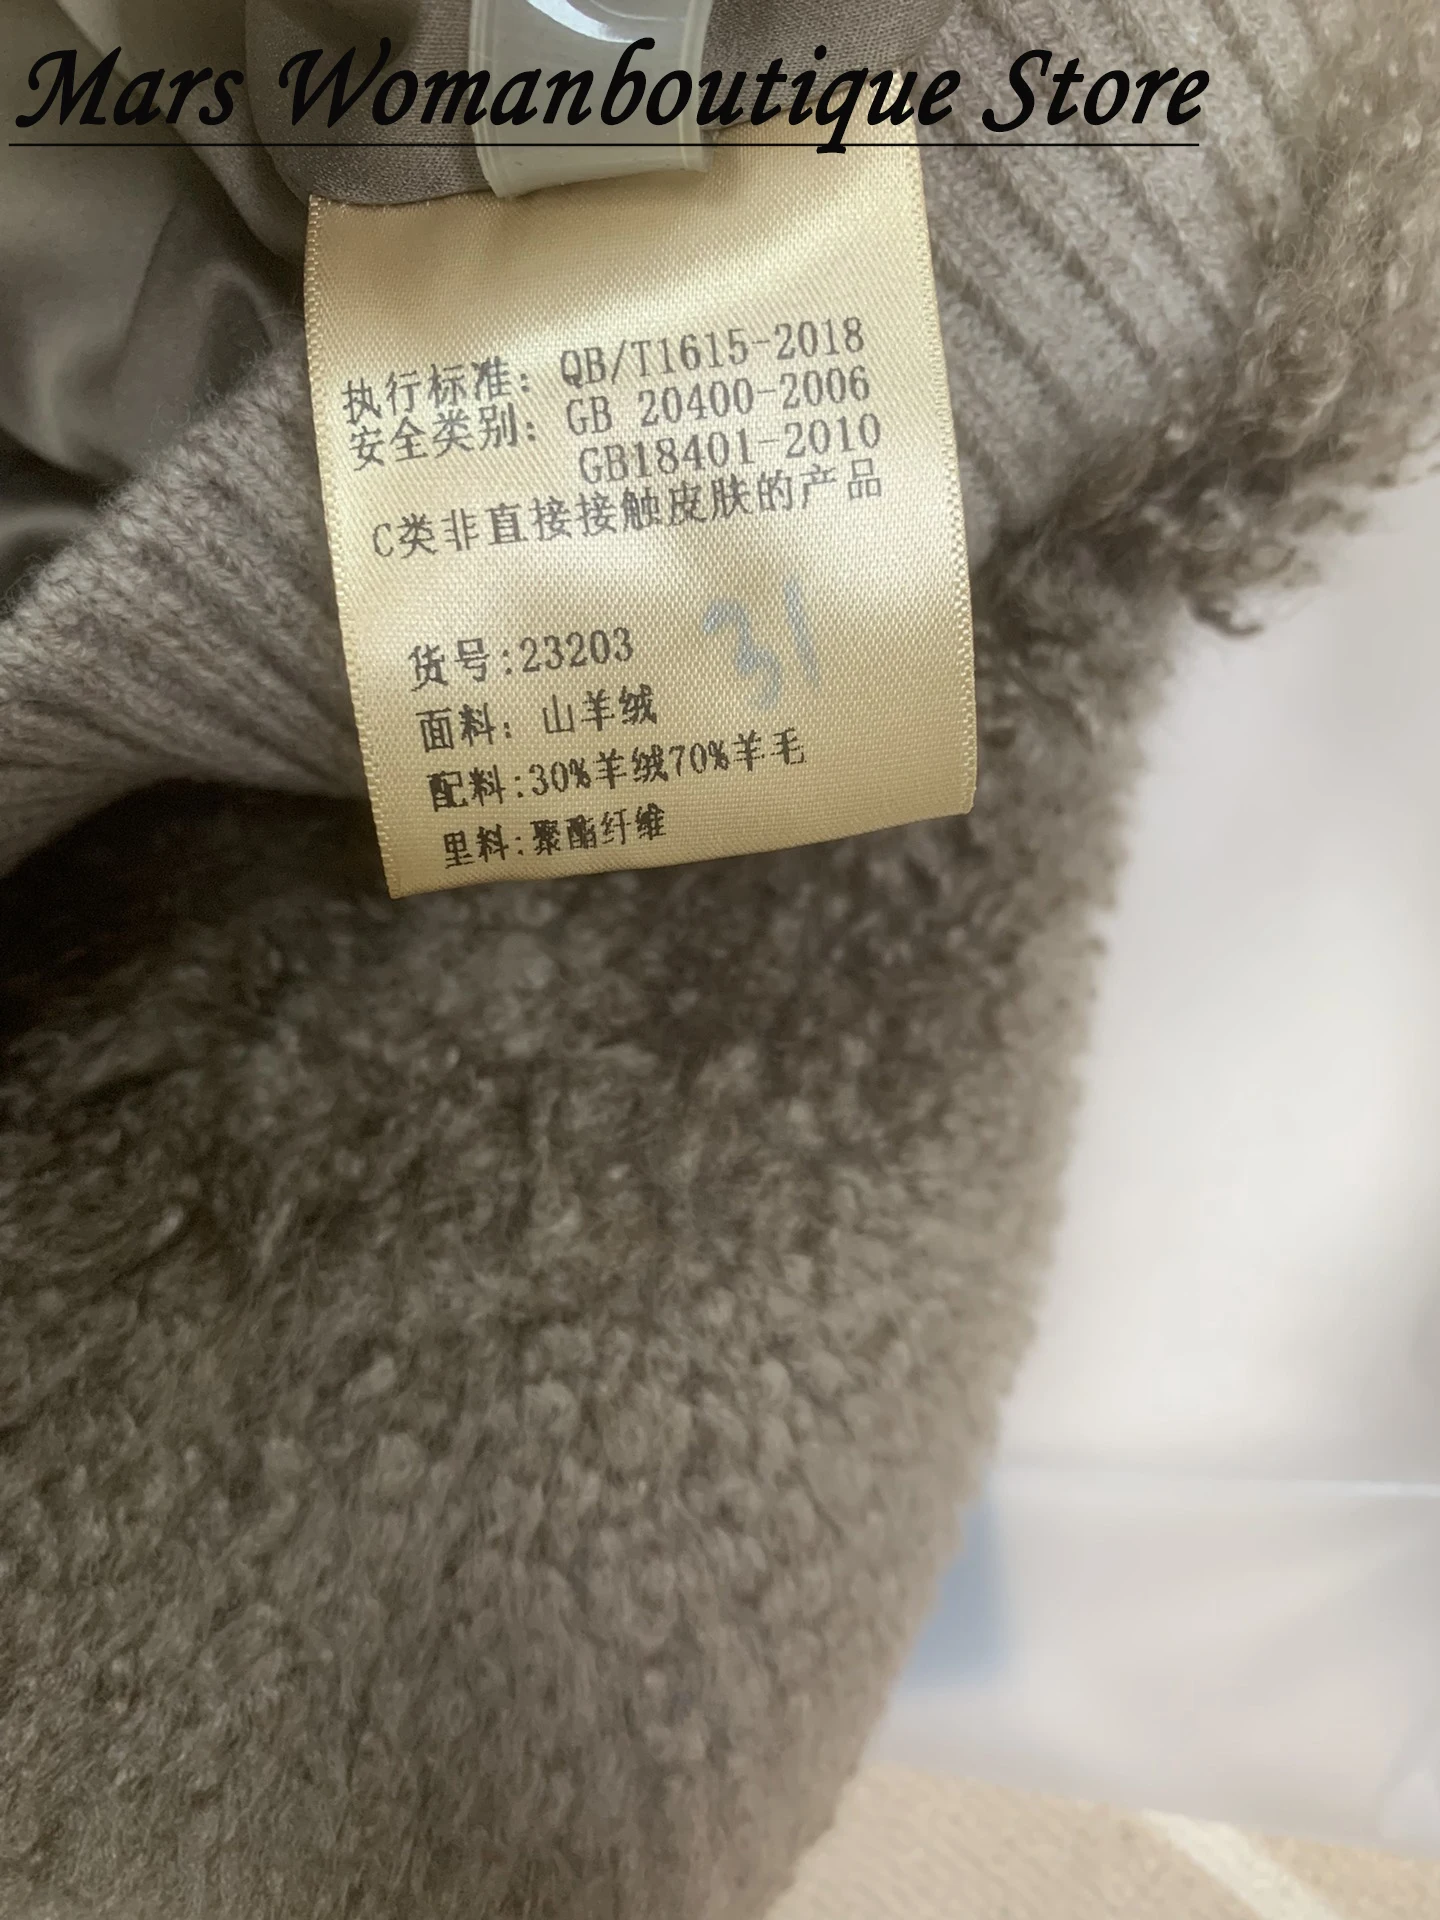 Mars Womanboutique Store
执行标准：QB/T1615-2018
安全类别：GB 20400-2006
GB18401-2010
C类非直接接触皮肤的产品
31
货号:23203
面料：山羊绒
配料:30%羊绒70%羊毛
里料:聚酯纤维